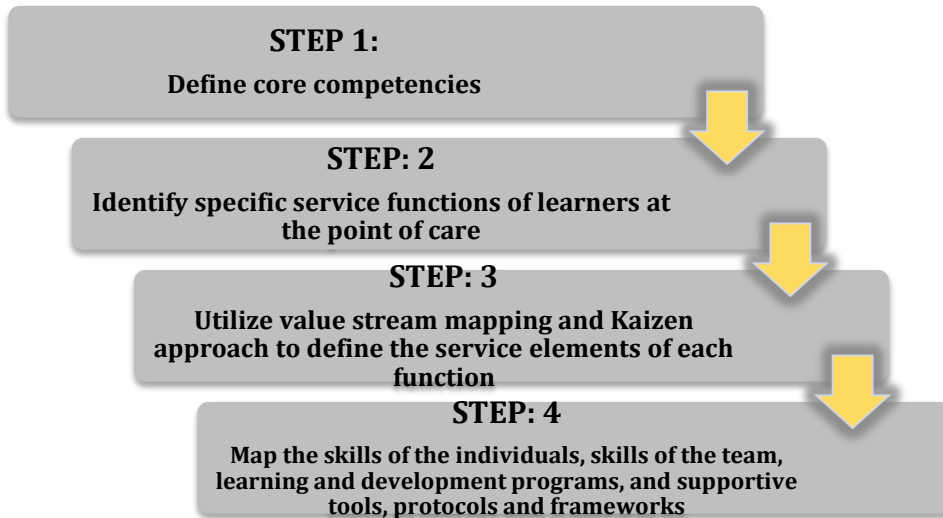 STEP 1:
Define core competencies
STEP: 2
Identify specific service functions of learners at
the point of care
STEP: 3
Utilize value stream mapping and Kaizen
approach to define the service elements of each
function
STEP: 4
Map the skills of the individuals, skills of the team,
learning and development programs, and supportive
tools, protocols and frameworks